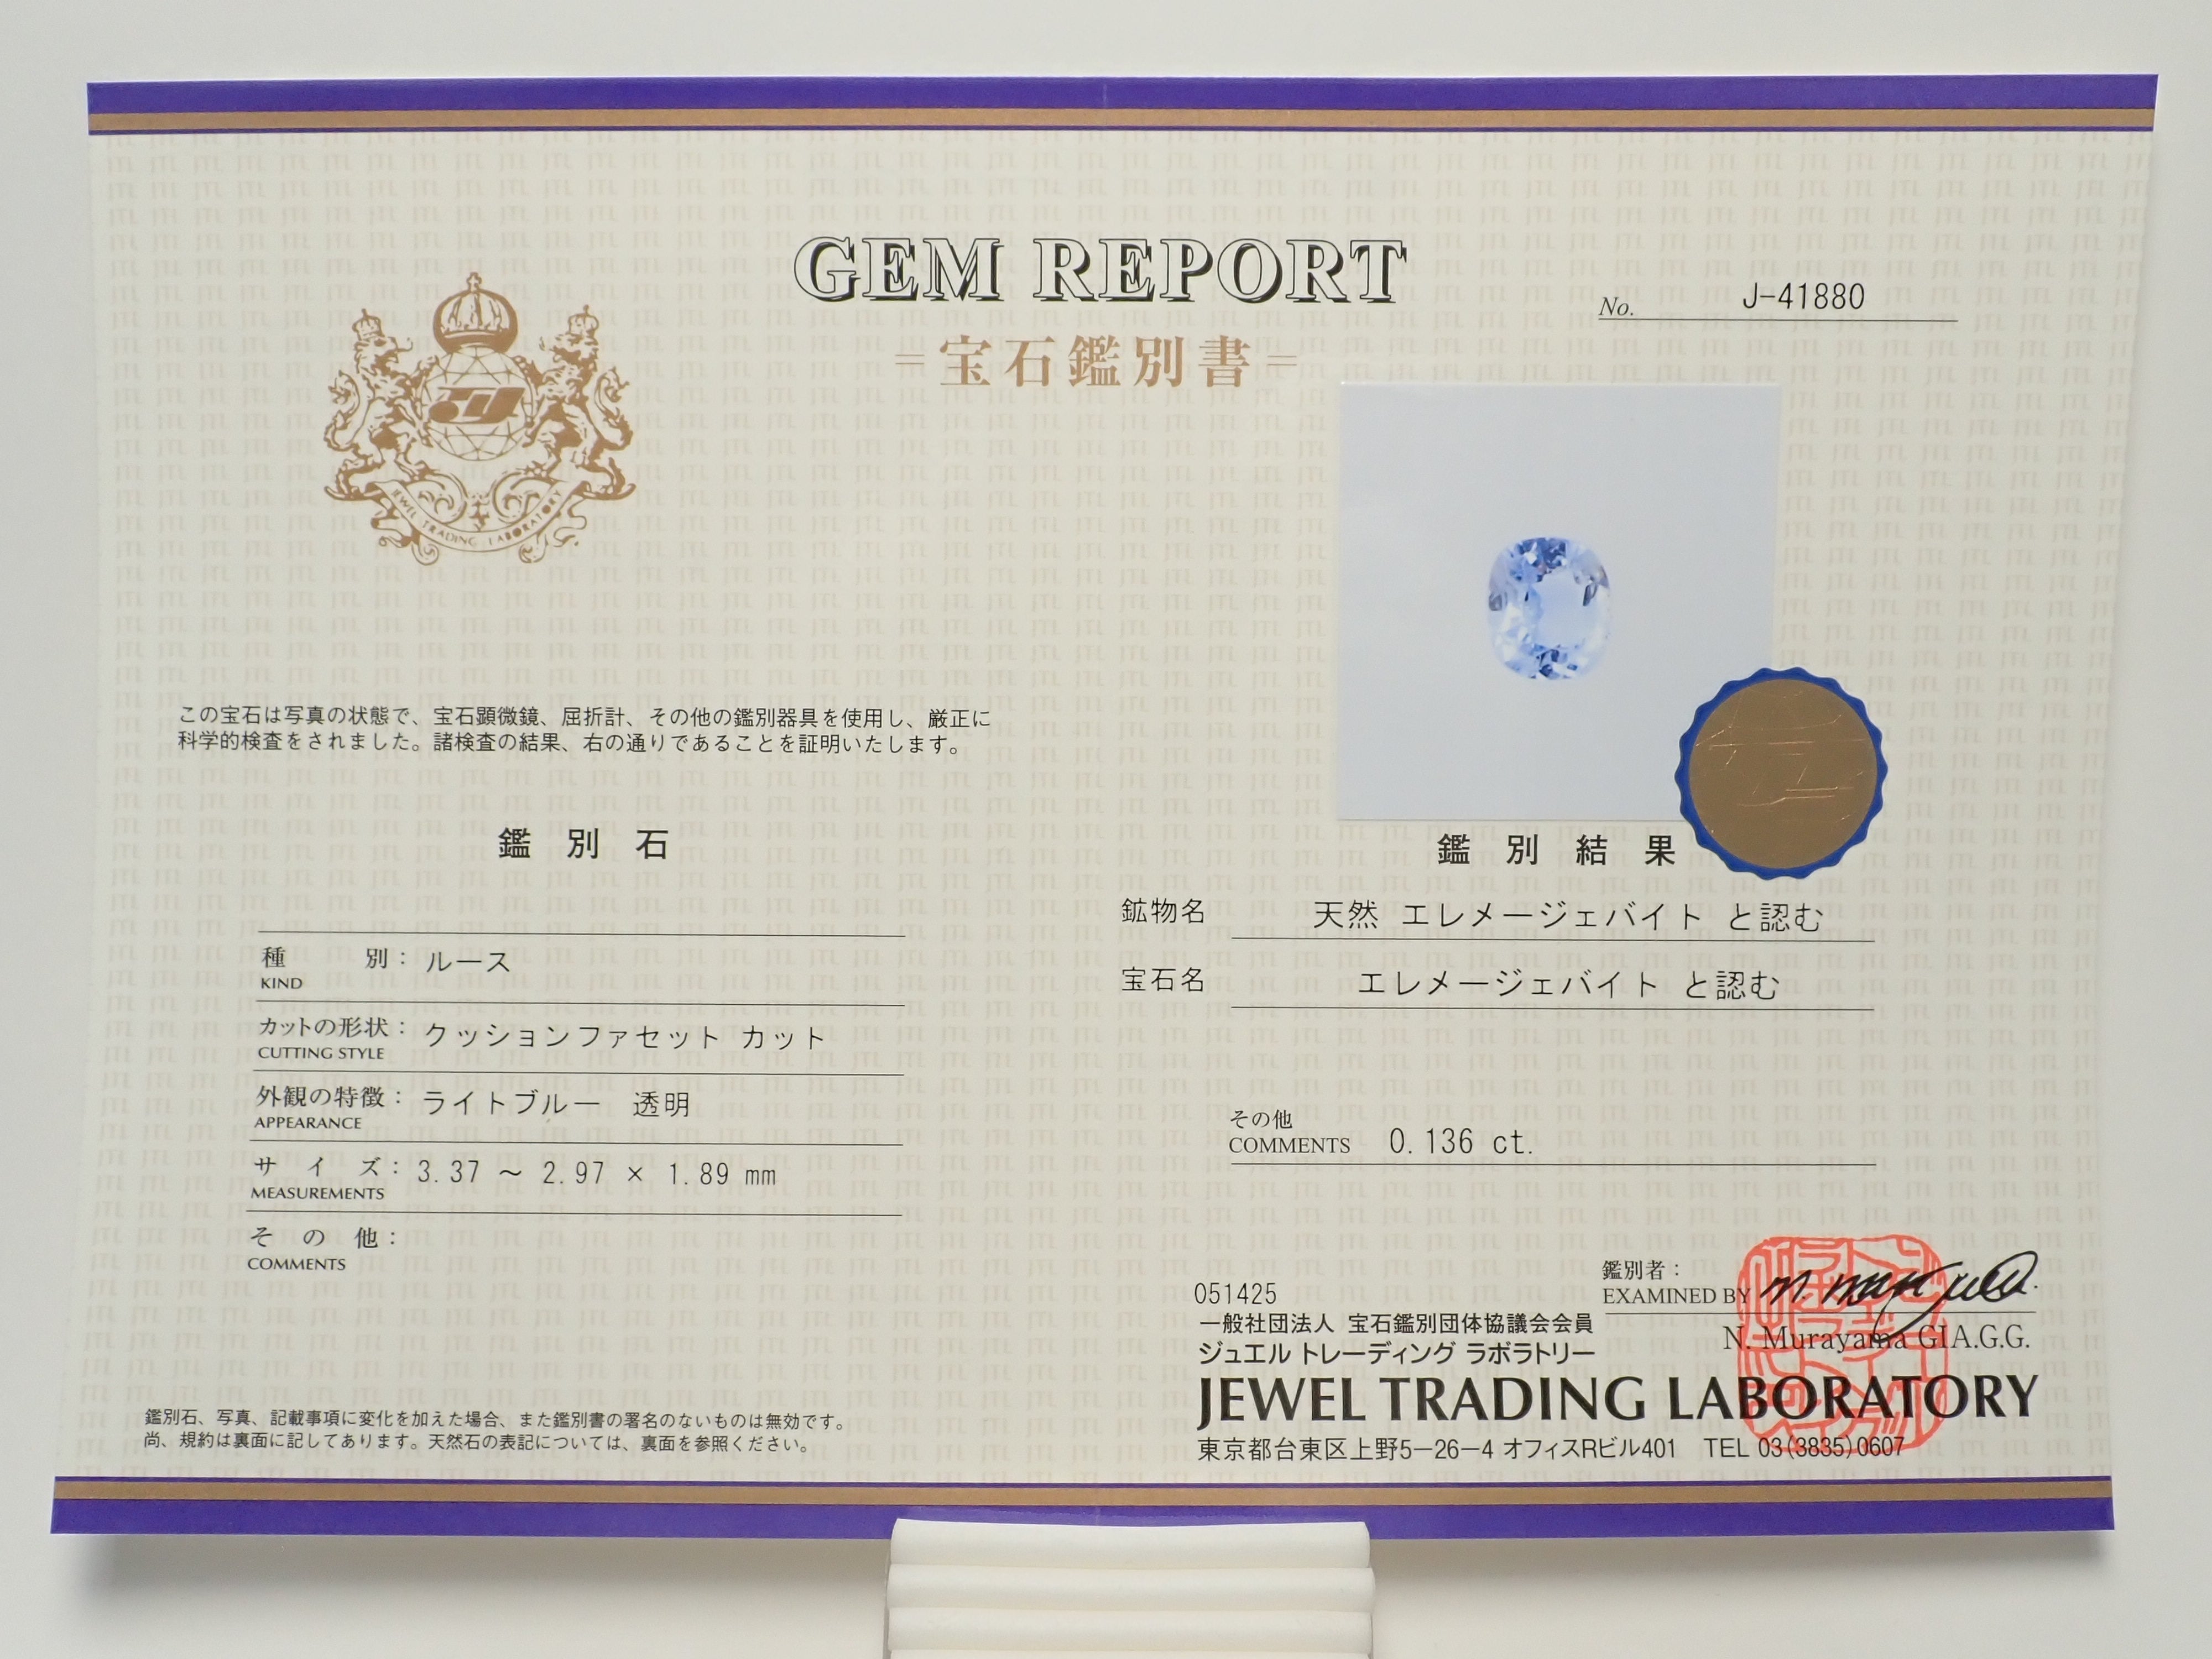 GEM REPORT
=宝石鑑別書=
No. J-41880
JEWEL TRADING LABORATORY
この宝石は写真の状態で、宝石顕微鏡、屈折計、その他の鑑別器具を使用し、厳正に
科学的検査をされました。諸検査の結果、右の通りであることを証明いたします。
鑑別石
種別: ルース
KIND
カットの形状: クッションファセット カット
CUTTING STYLE
外観の特徴: ライトブルー 透明
APPEARANCE
サイズ: 3.37 ~ 2.97 × 1.89 mm
MEASUREMENTS
その他:
COMMENTS
鑑別石、写真、記載事項に変化を加えた場合、また鑑別書の署名のないものは無効です。
尚、規約は裏面に記してあります。天然石の表記については、裏面を参照ください。
鑑別結果
鉱物名 天然 エレメージェバイト と認む
宝石名 エレメージェバイト と認む
その他
COMMENTS 0.136 ct.
051425
鑑別者:
EXAMINED BY
N. Murayama GIA.G.G.
一般社団法人 宝石鑑別団体協議会会員
ジュエル トレーディング ラボラトリー
JEWEL TRADING LABORATORY
東京都台東区上野5-26-4 オフィスRビル401 TEL 03(3835)0607